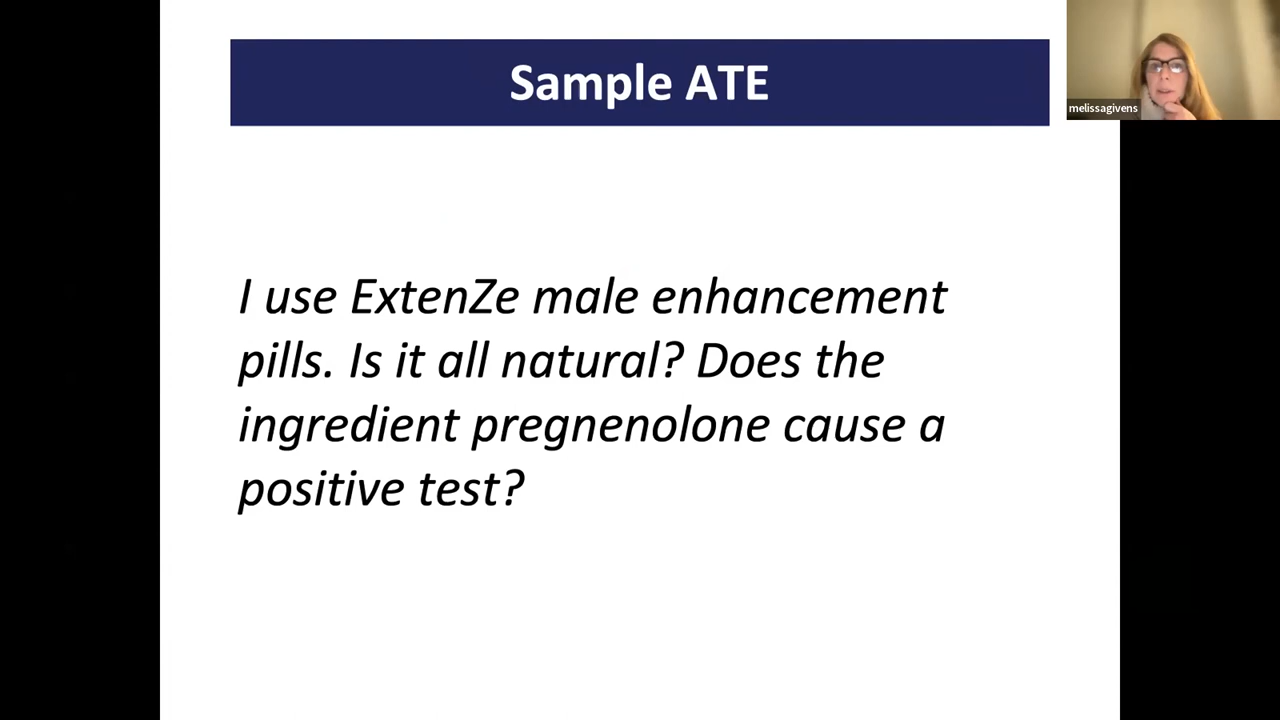 Sample ATE
melissagivens
I use ExtenZe male enhancement
pills. Is it all natural? Does the
ingredient pregnenolone cause a
positive test?